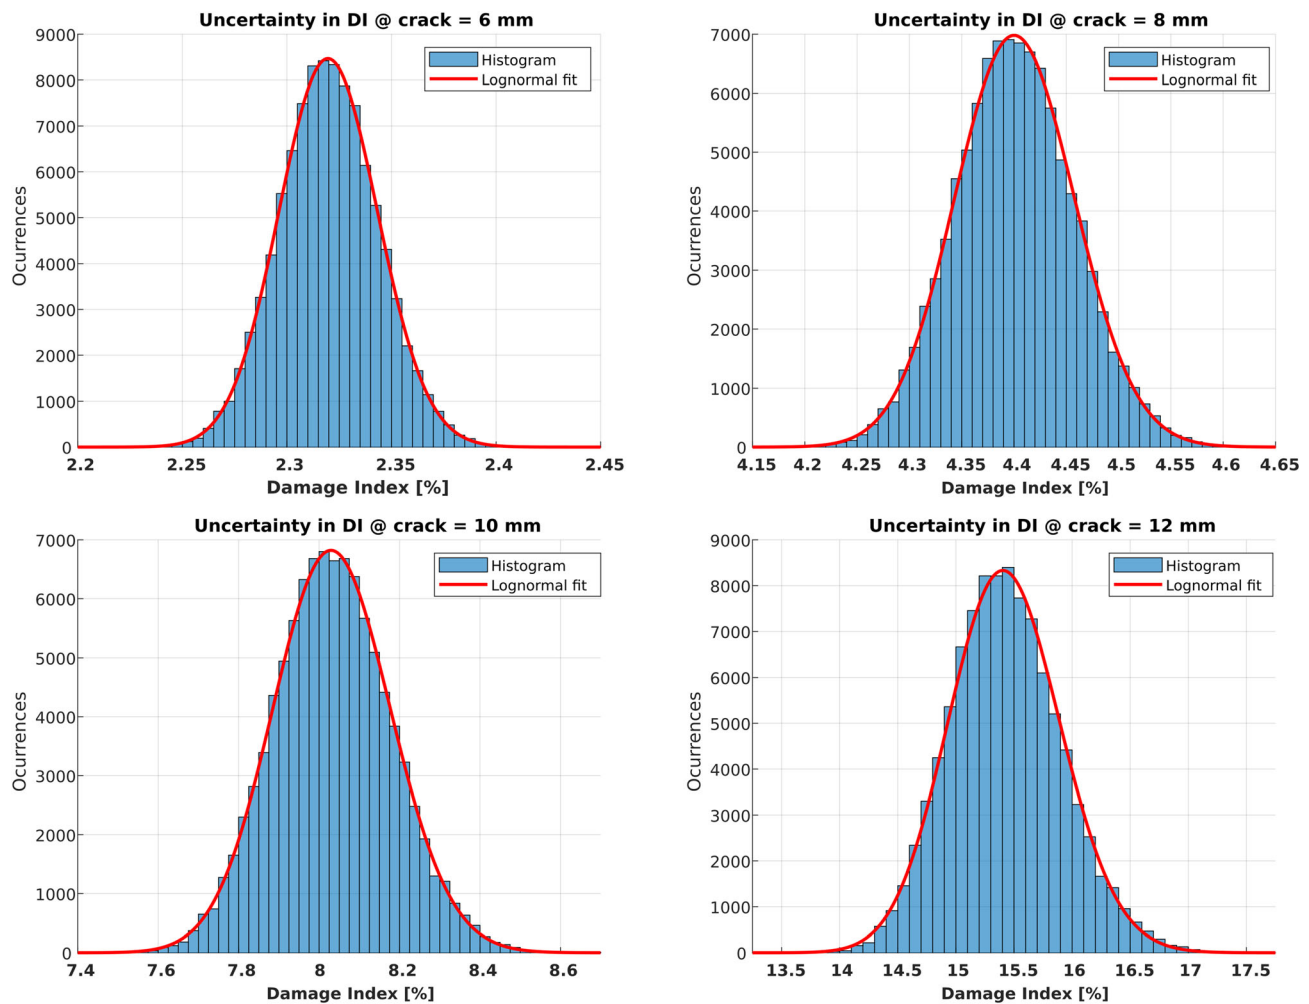 Uncertainty in DI @ crack = 6 mm
9000
8000
7000
6000
5000
4000
3000
2000
1000
0
Ocurrences
Histogram
Lognormal fit
2.2 2.25 2.3 2.35 2.4 2.45
Damage Index [%]
Uncertainty in DI @ crack = 8 mm
7000
6000
5000
4000
3000
2000
1000
0
Ocurrences
Histogram
Lognormal fit
4.15 4.2 4.25 4.3 4.35 4.4 4.45 4.5 4.55 4.6 4.65
Damage Index [%]
Uncertainty in DI @ crack = 10 mm
7000
6000
5000
4000
3000
2000
1000
0
Ocurrences
Histogram
Lognormal fit
7.4 7.6 7.8 8 8.2 8.4 8.6
Damage Index [%]
Uncertainty in DI @ crack = 12 mm
9000
8000
7000
6000
5000
4000
3000
2000
1000
0
Ocurrences
Histogram
Lognormal fit
13.5 14 14.5 15 15.5 16 16.5 17 17.5
Damage Index [%]